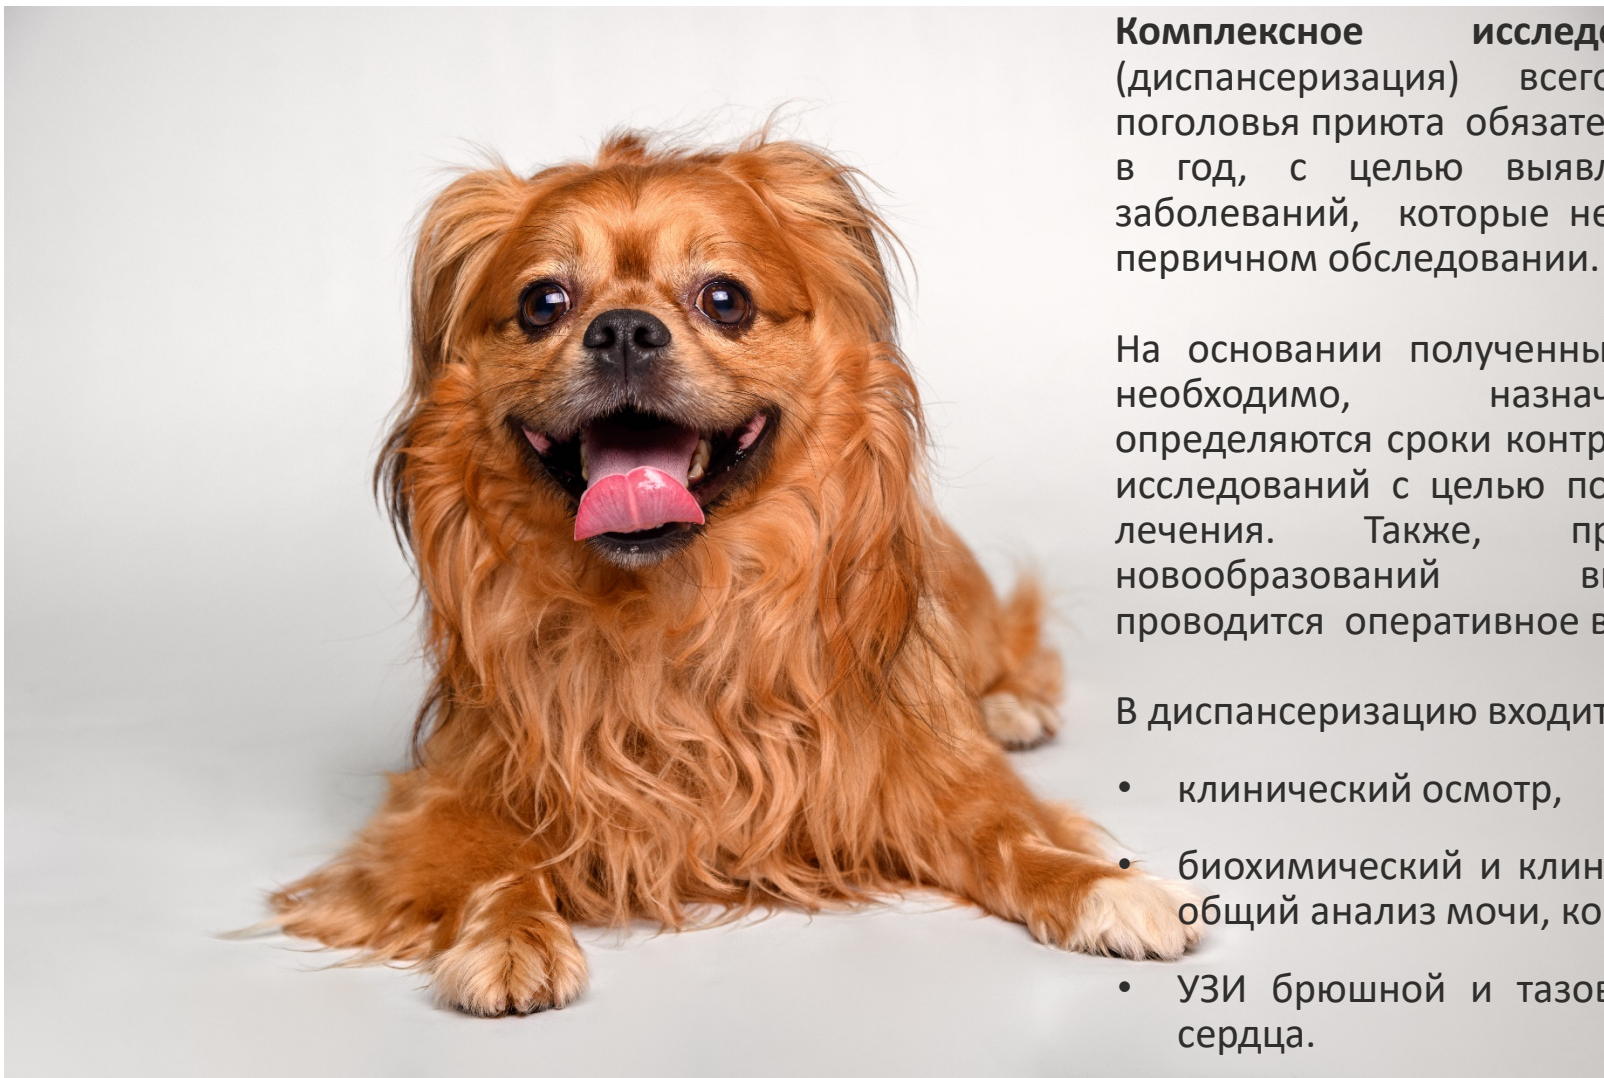 Комплексное исслед
(диспансеризация) всего
поголовья приюта обязате
в год, с целью выявл
заболеваний, которые не
первичном обследовании.
На основании полученны
необходимо, назнач
определяются сроки контр
исследований с целью по
лечения. Также, пр
новообразований в
проводится оперативное в
В диспансеризацию входит
• клинический осмотр,
• биохимический и клин
общий анализ мочи, ко
• УЗИ брюшной и тазов
сердца.